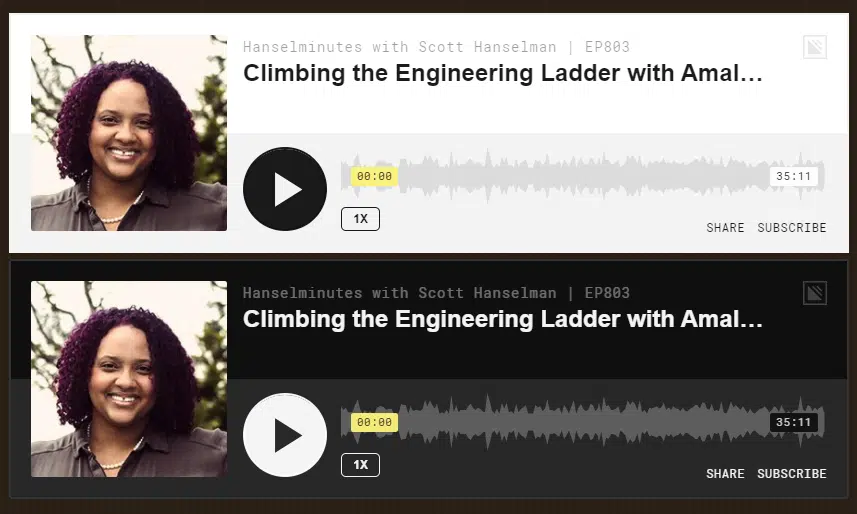 Hanselminutes with Scott Hanselman | EP803
Climbing the Engineering Ladder with Amal...
00:00
35:11
1X
SHARE SUBSCRIBE
Hanselminutes with Scott Hanselman | EP803
Climbing the Engineering Ladder with Amal...
00:00
35:11
1X
SHARE SUBSCRIBE